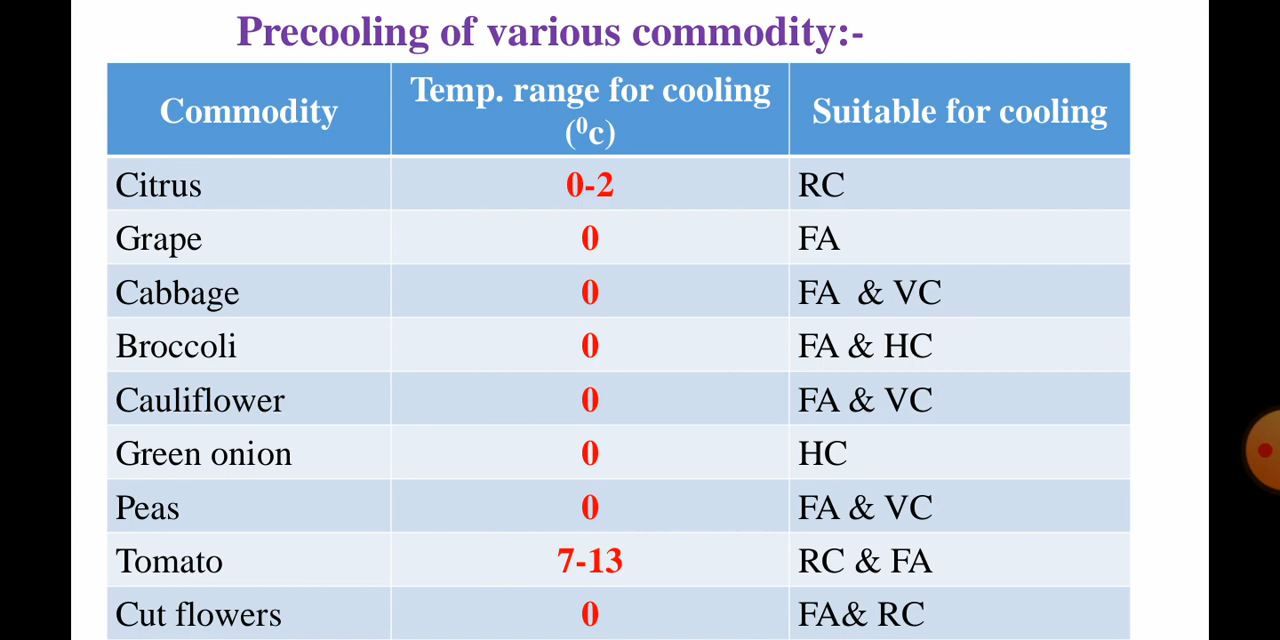 Precooling of various commodity:-
Commodity Temp. range for cooling (⁰c) Suitable for cooling
Citrus 0-2 RC
Grape 0 FA
Cabbage 0 FA & VC
Broccoli 0 FA & HC
Cauliflower 0 FA & VC
Green onion 0 HC
Peas 0 FA & VC
Tomato 7-13 RC & FA
Cut flowers 0 FA& RC